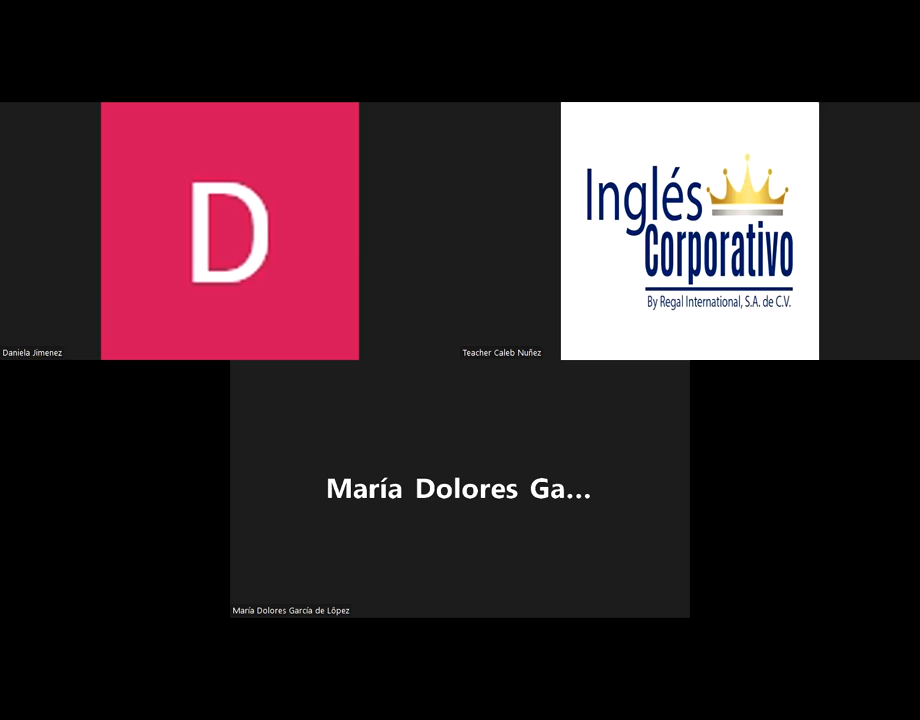 D
Daniela Jimenez
Inglés
Corporativo
By Regal International, S.A. de C.V.
Teacher Caleb Nuñez
María Dolores Ga...
María Dolores García de López